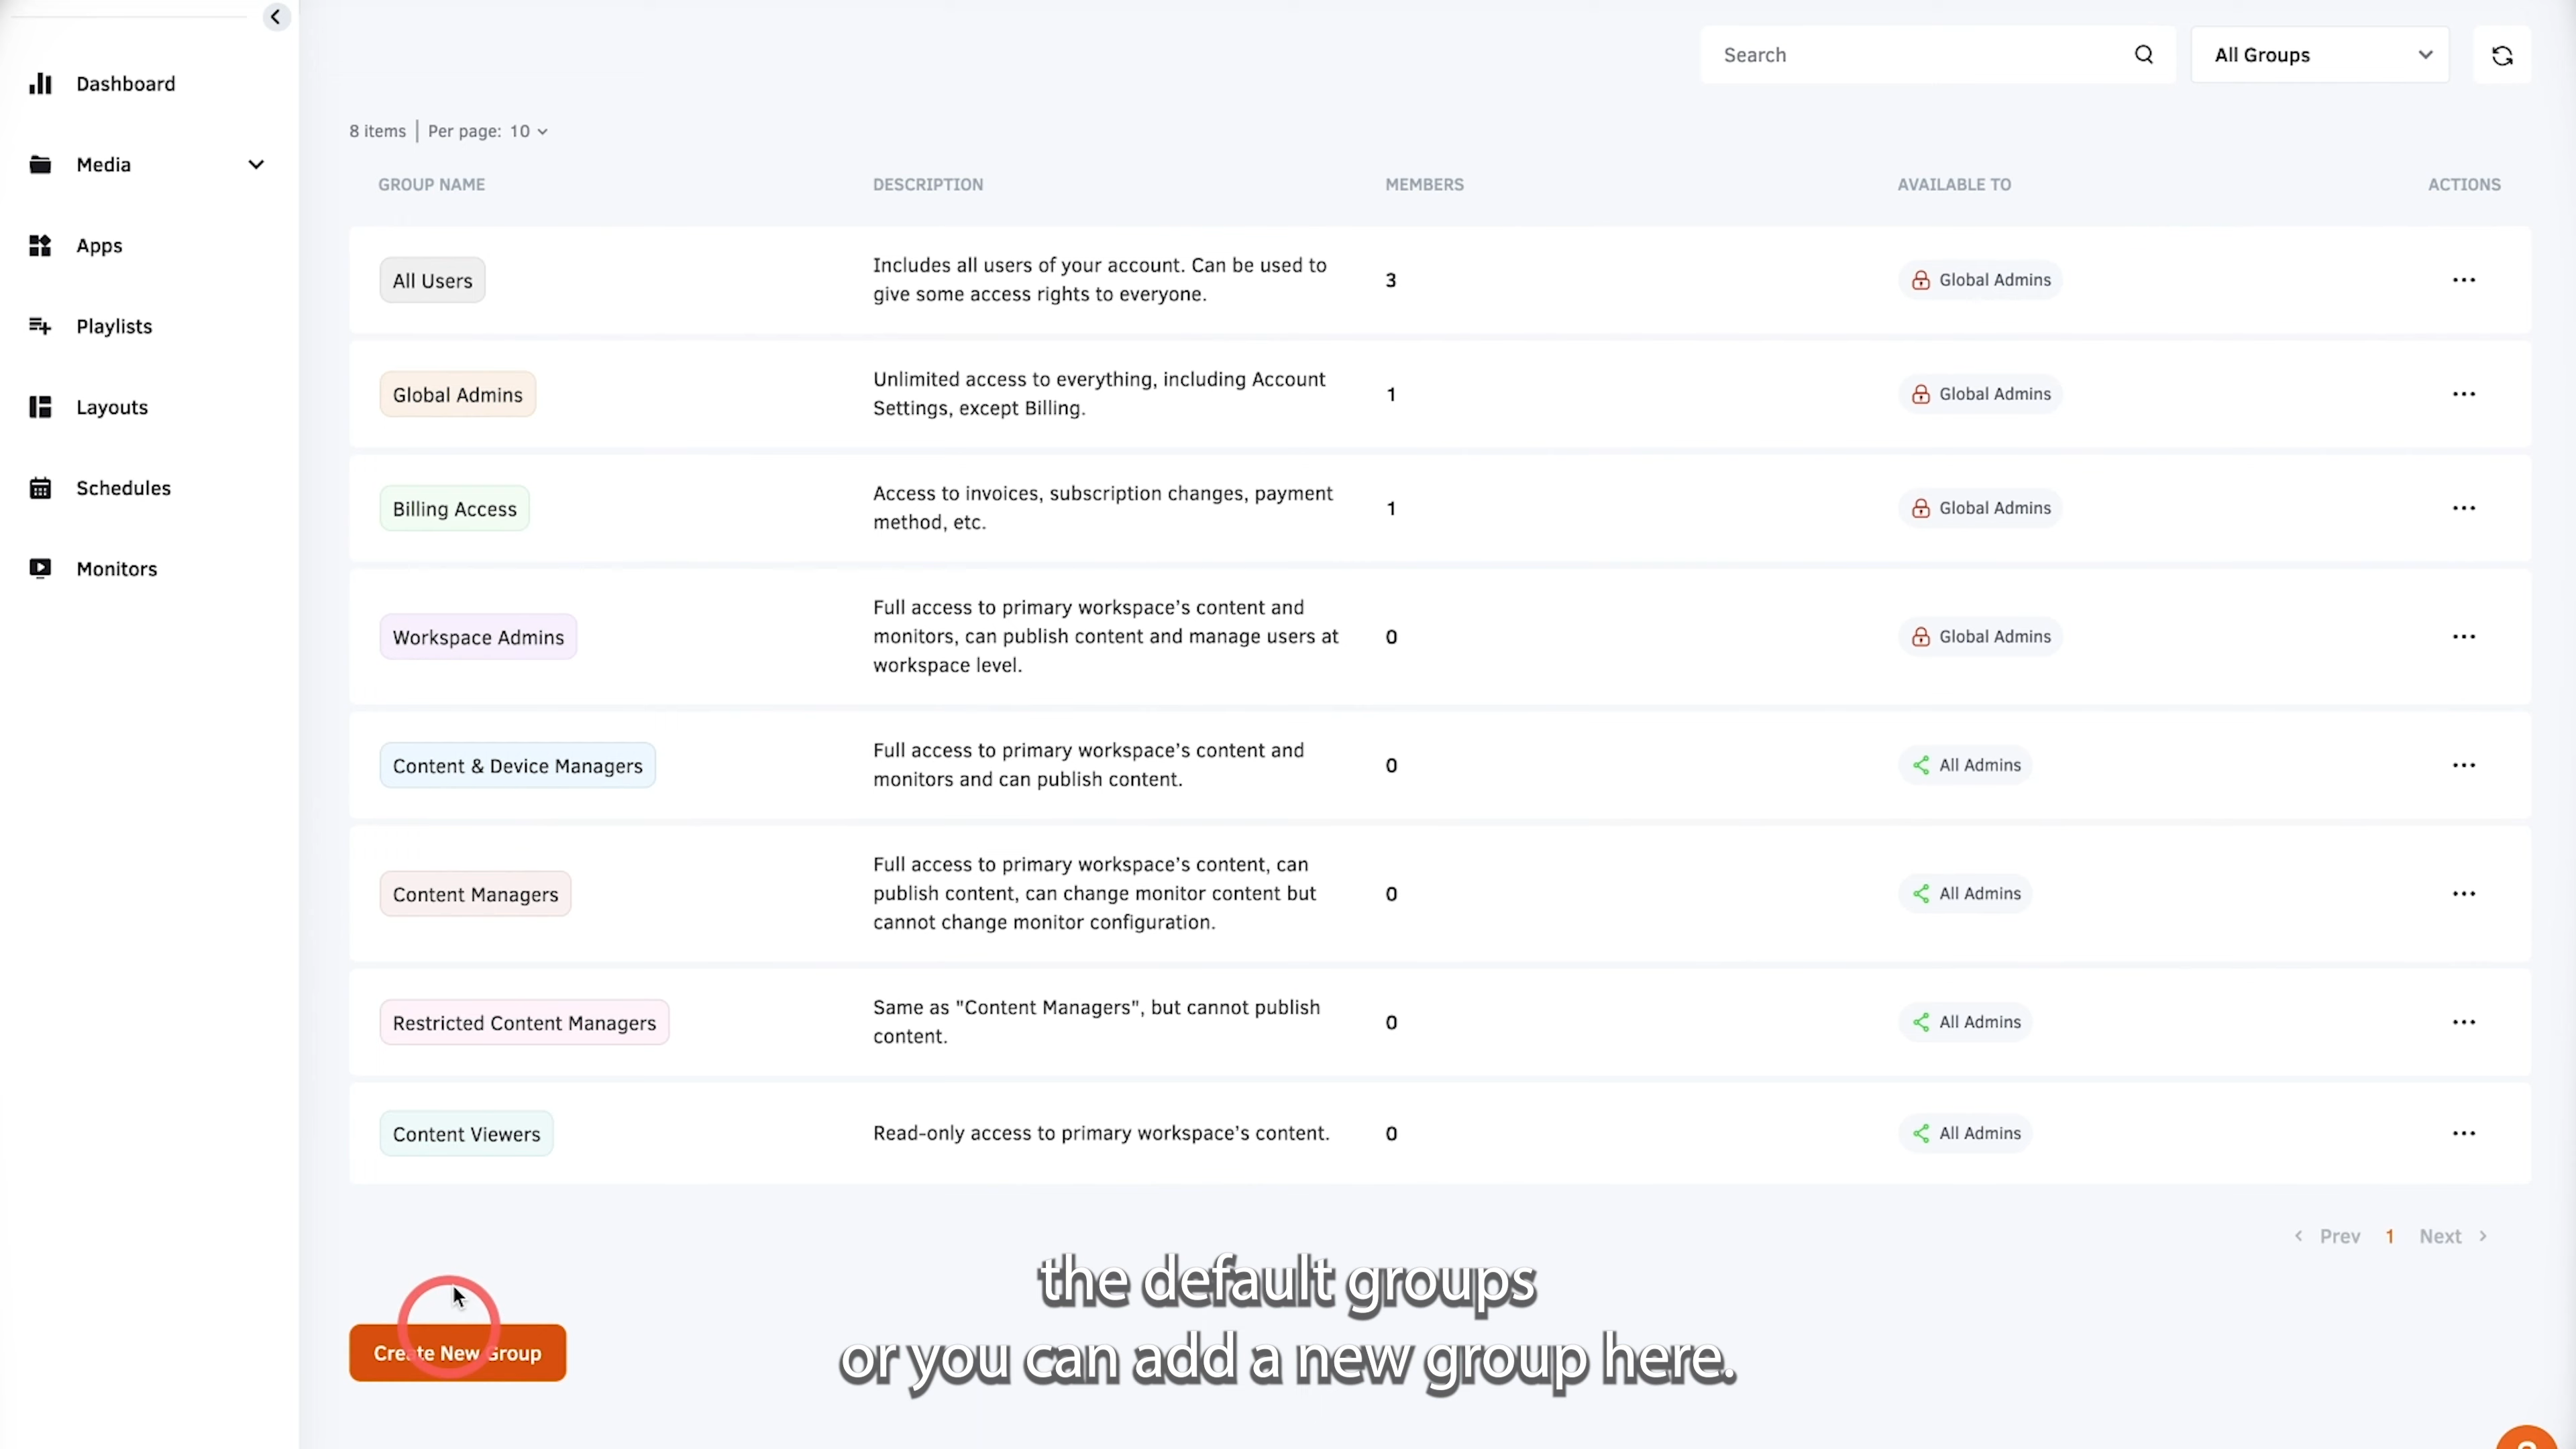 Dashboard
Media
Apps
Playlists
Layouts
Schedules
Monitors
Search
All Groups
8 items | Per page: 10
GROUP NAME DESCRIPTION MEMBERS AVAILABLE TO ACTIONS
All Users
Includes all users of your account. Can be used to
give some access rights to everyone.
3
Global Admins
Global Admins
Unlimited access to everything, including Account
Settings, except Billing.
1
Global Admins
Billing Access
Access to invoices, subscription changes, payment
method, etc.
1
Global Admins
Workspace Admins
Full access to primary workspace's content and
monitors, can publish content and manage users at
workspace level.
0
Global Admins
Content & Device Managers
Full access to primary workspace's content and
monitors and can publish content.
0
All Admins
Content Managers
Full access to primary workspace's content, can
publish content, can change monitor content but
cannot change monitor configuration.
0
All Admins
Restricted Content Managers
Same as "Content Managers", but cannot publish
content.
0
All Admins
Content Viewers
Read-only access to primary workspace's content.
0
All Admins
Prev 1 Next
Create New Group
the default groups
or you can add a new group here.